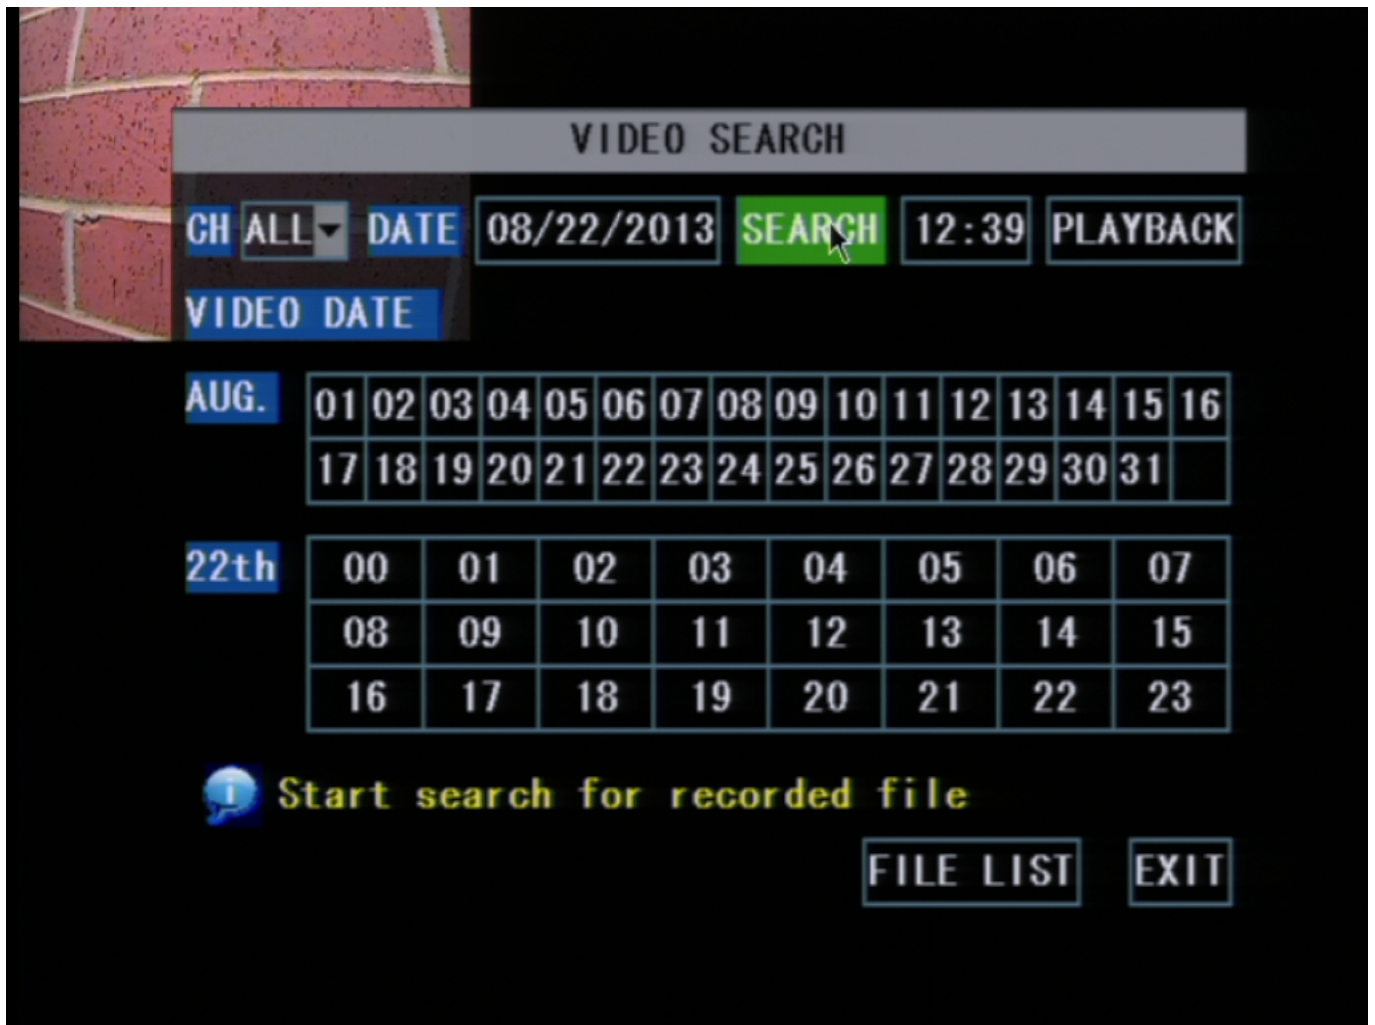 VIDEO SEARCH
CH ALL DATE 08/22/2013 SEARCH 12:39 PLAYBACK
VIDEO DATE
AUG. 01 02 03 04 05 06 07 08 09 10 11 12 13 14 15 16
17 18 19 20 21 22 23 24 25 26 27 28 29 30 31
22th 00 01 02 03 04 05 06 07
08 09 10 11 12 13 14 15
16 17 18 19 20 21 22 23
i Start search for recorded file
FILE LIST EXIT